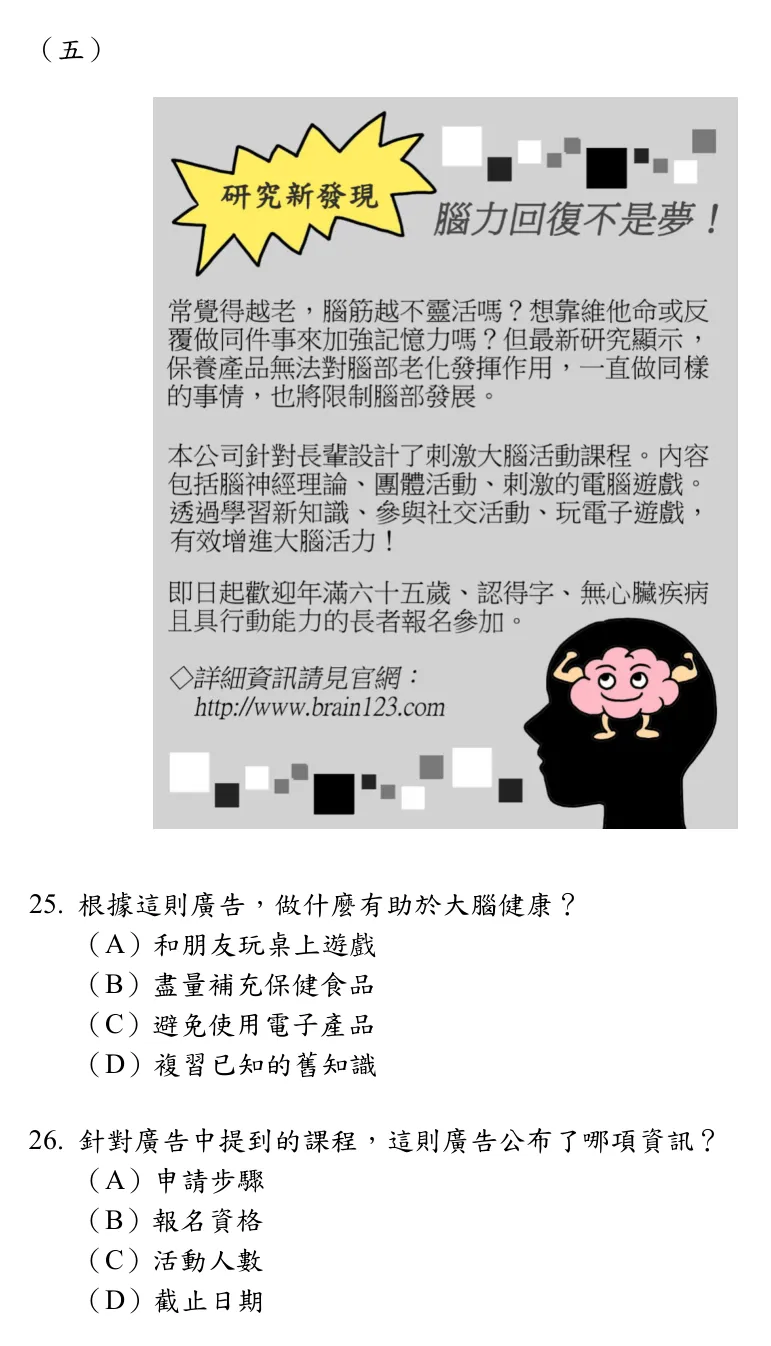 （五）
研究新發現
腦力回復不是夢！
常覺得越老，腦筋越不靈活嗎？想靠維他命或反
覆做同件事來加強記憶力嗎？但最新研究顯示，
保養產品無法對腦部老化發揮作用，一直做同樣
的事情，也將限制腦部發展。
本公司針對長輩設計了刺激大腦活動課程。內容
包括腦神經理論、團體活動、刺激的電腦遊戲。
透過學習新知識、參與社交活動、玩電子遊戲，
有效增進大腦活力！
即日起歡迎年滿六十五歲、認得字、無心臟疾病
且具行動能力的長者報名參加。
◇詳細資訊請見官網：
http://www.brain123.com
25. 根據這則廣告，做什麼有助於大腦健康？
（A）和朋友玩桌上遊戲
（B）盡量補充保健食品
（C）避免使用電子產品
（D）複習已知的舊知識
26. 針對廣告中提到的課程，這則廣告公布了哪項資訊？
（A）申請步驟
（B）報名資格
（C）活動人數
（D）截止日期